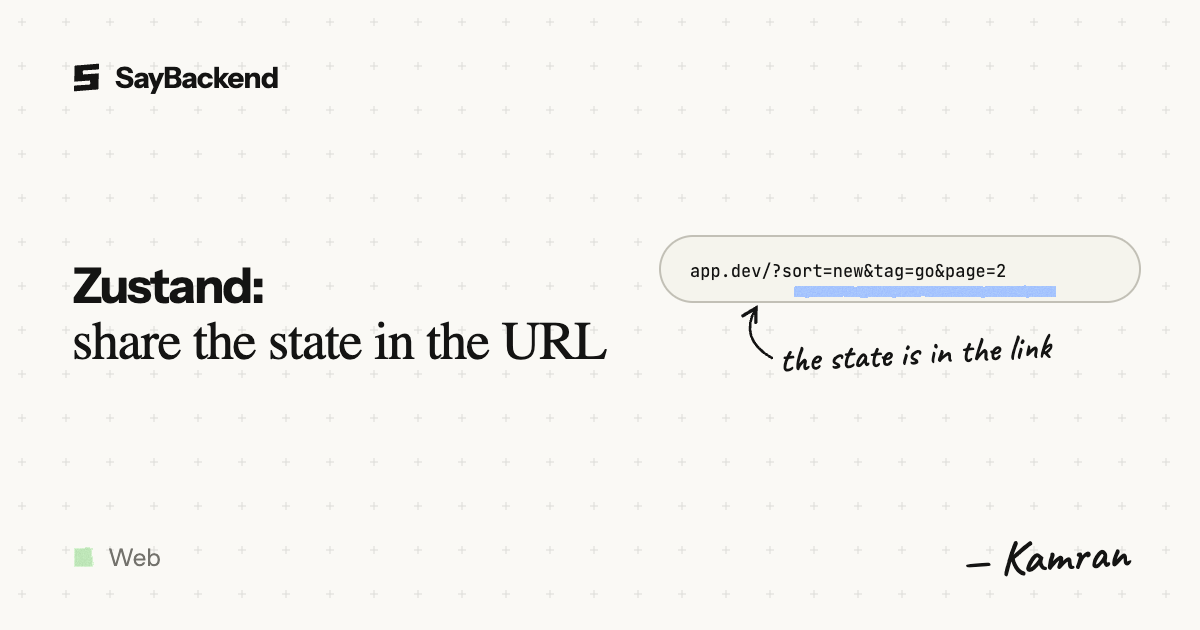 SayBackend
Zustand:
share the state in the URL
app.dev/?sort=new&tag=go&page=2
the state is in the link
Web
— Kamran